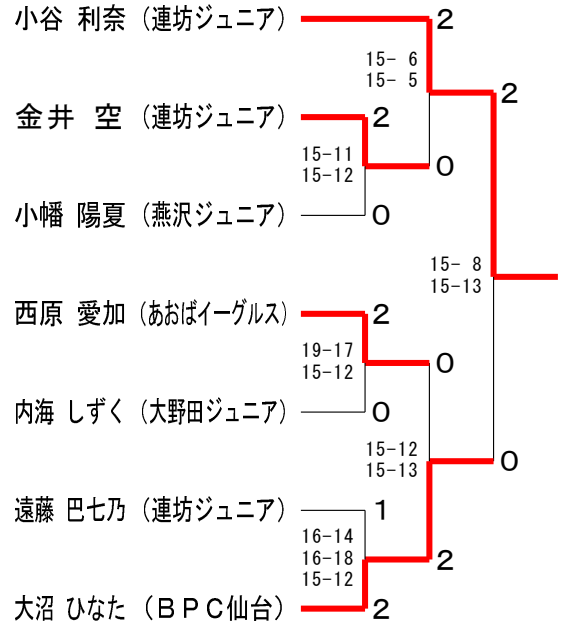 小谷 利奈 (連坊ジュニア) 2
15- 6
15- 5
2
金井 空 (連坊ジュニア) 2
15-11
15-12
0
小幡 陽夏 (燕沢ジュニア) 0
15- 8
15-13
西原 愛加 (あおばイーグルス) 2
19-17
15-12
0
内海 しずく (大野田ジュニア) 0
15-12
15-13
0
遠藤 巴七乃 (連坊ジュニア) 1
16-14
16-18
15-12
2
大沼 ひなた (BPC仙台) 2